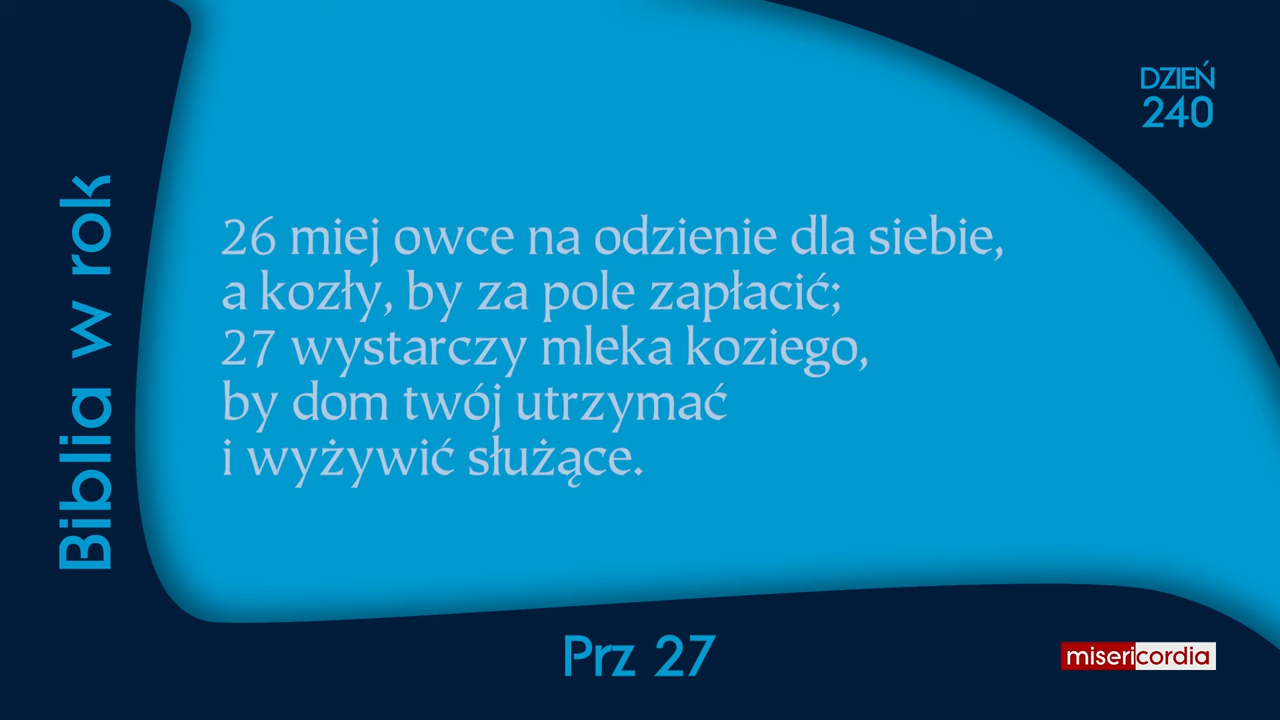 DZIEŃ
240
Biblia w rok
26 miej owce na odzienie dla siebie,
a kozły, by za pole zapłacić;
27 wystarczy mleka koziego,
by dom twój utrzymać
i wyżywić służące.
Prz 27
misericordia